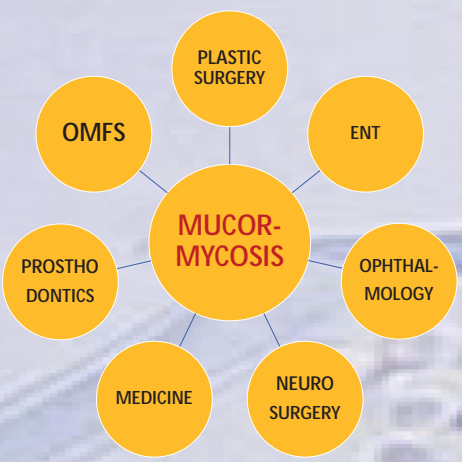 PLASTIC
SURGERY
OMFS
ENT
MUCOR-
MYCOSIS
PROSTHO
DONTICS
OPHTHAL-
MOLOGY
MEDICINE
NEURO
SURGERY